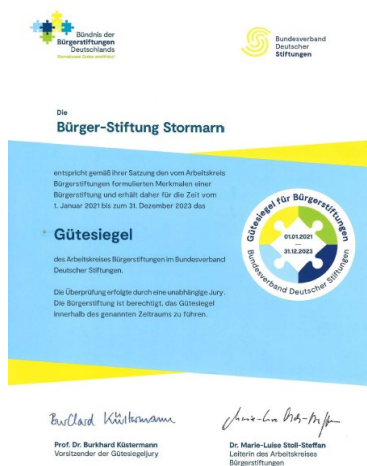 Bündnis der
Bürgerstiftungen
Deutschlands
Bundesverband
Deutscher
Stiftungen
Die
Bürger-Stiftung Stormarn
entspricht gemäß ihrer Satzung den vom Arbeitskreis
Bürgerstiftungen formulierten Merkmalen einer
Bürgerstiftung und erhält daher für die Zeit vom
1. Januar 2021 bis zum 31. Dezember 2023 das
Gütesiegel
des Arbeitskreises Bürgerstiftungen im Bundesverband
Deutscher Stiftungen.
Die Überprüfung erfolgte durch eine unabhängige Jury.
Die Bürgerstiftung ist berechtigt, das Gütesiegel
innerhalb des genannten Zeitraums zu führen.
Gütesiegel für Bürgerstiftungen
01.01.2021
—
31.12.2023
Bundesverband Deutscher Stiftungen
Burkhard Küstermann
Prof. Dr. Burkhard Küstermann
Vorsitzender der Gütesiegeljury
Dr. Marie-Luise Stoll-Steffan
Leiterin des Arbeitskreises
Bürgerstiftungen